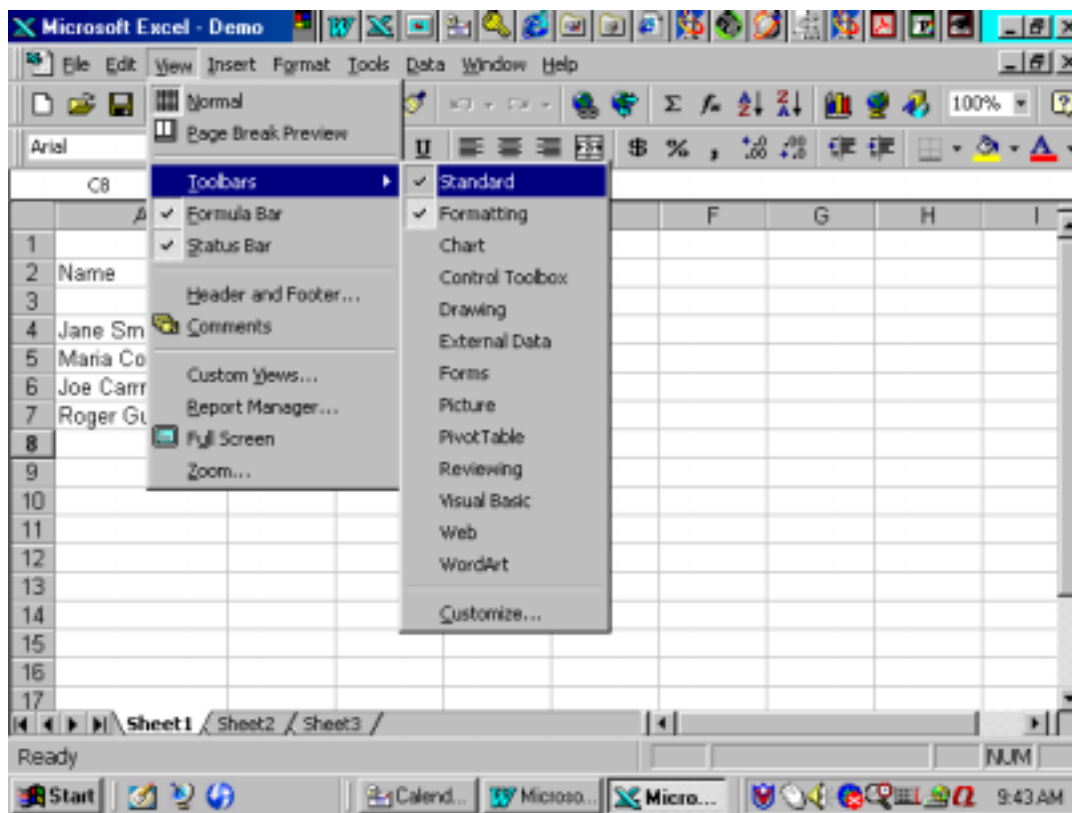 Microsoft Excel - Demo
File Edit View Insert Format Tools Data Window Help
Normal
Page Break Preview
Toolbars
Formula Bar
Status Bar
Header and Footer...
Comments
Custom Views...
Report Manager...
Full Screen
Zoom...
Standard
Formatting
Chart
Control Toolbox
Drawing
External Data
Forms
Picture
PivotTable
Reviewing
Visual Basic
Web
WordArt
Customize...
100%
Arial U $ % ,
C8
A F G H I
1
2 Name
3
4 Jane Sm
5 Maria Co
6 Joe Carr
7 Roger Gu
8
9
10
11
12
13
14
15
16
17
Sheet1 Sheet2 Sheet3
Ready NUM
Start Calend... Microso... Micro... 9:43 AM